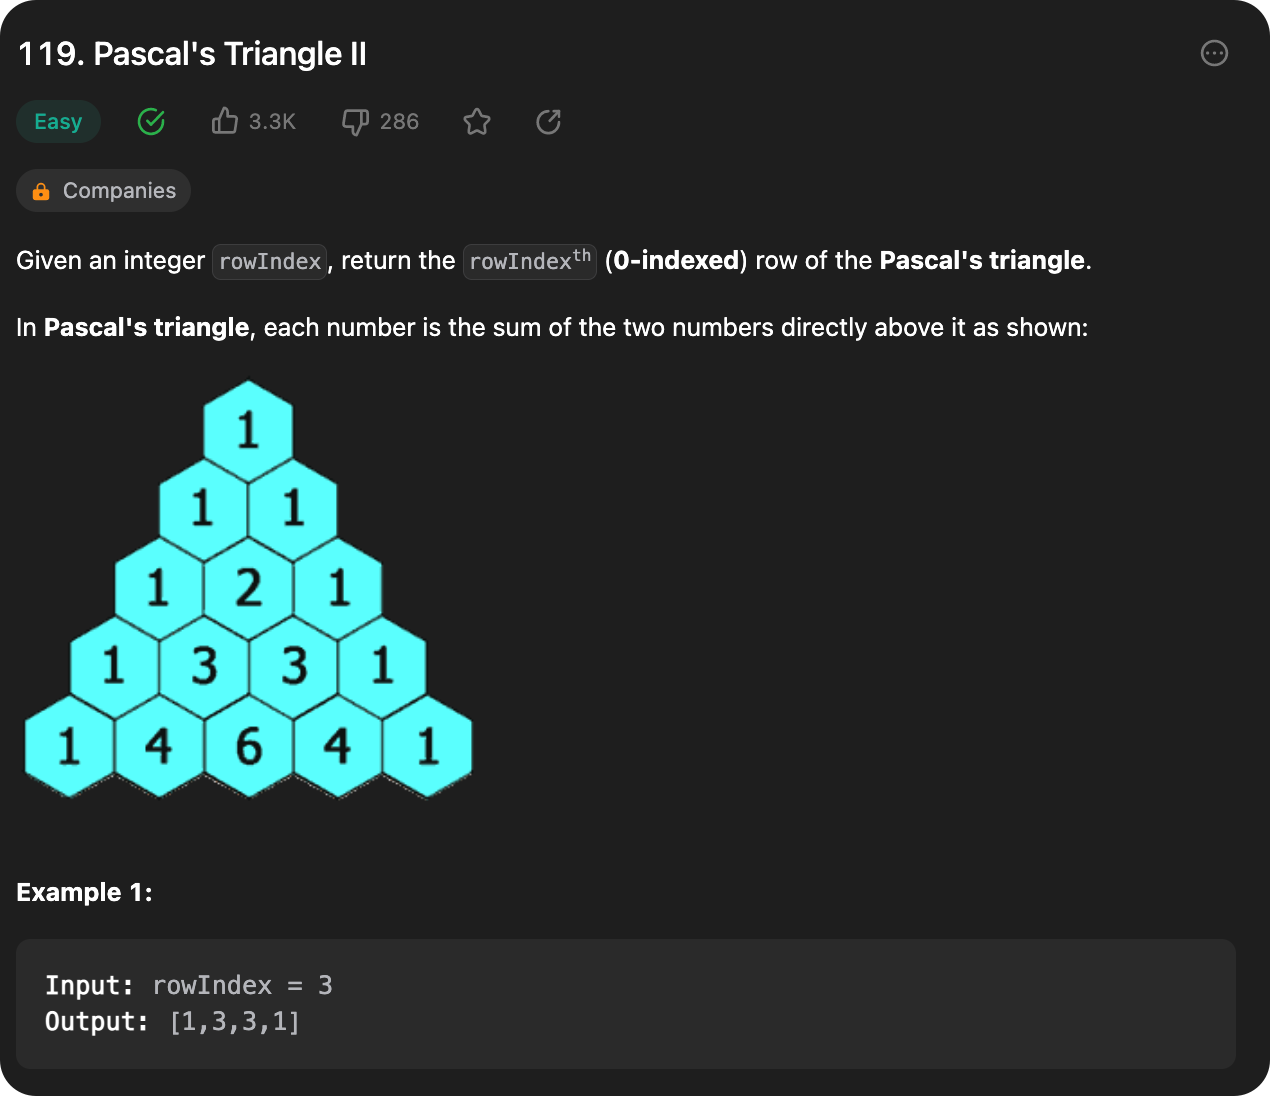 119. Pascal's Triangle II
Easy 3.3K 286
Companies
Given an integer rowIndex, return the rowIndexth (0-indexed) row of the Pascal's triangle.
In Pascal's triangle, each number is the sum of the two numbers directly above it as shown:
1
1 1
1 2 1
1 3 3 1
1 4 6 4 1
Example 1:
Input: rowIndex = 3
Output: [1,3,3,1]